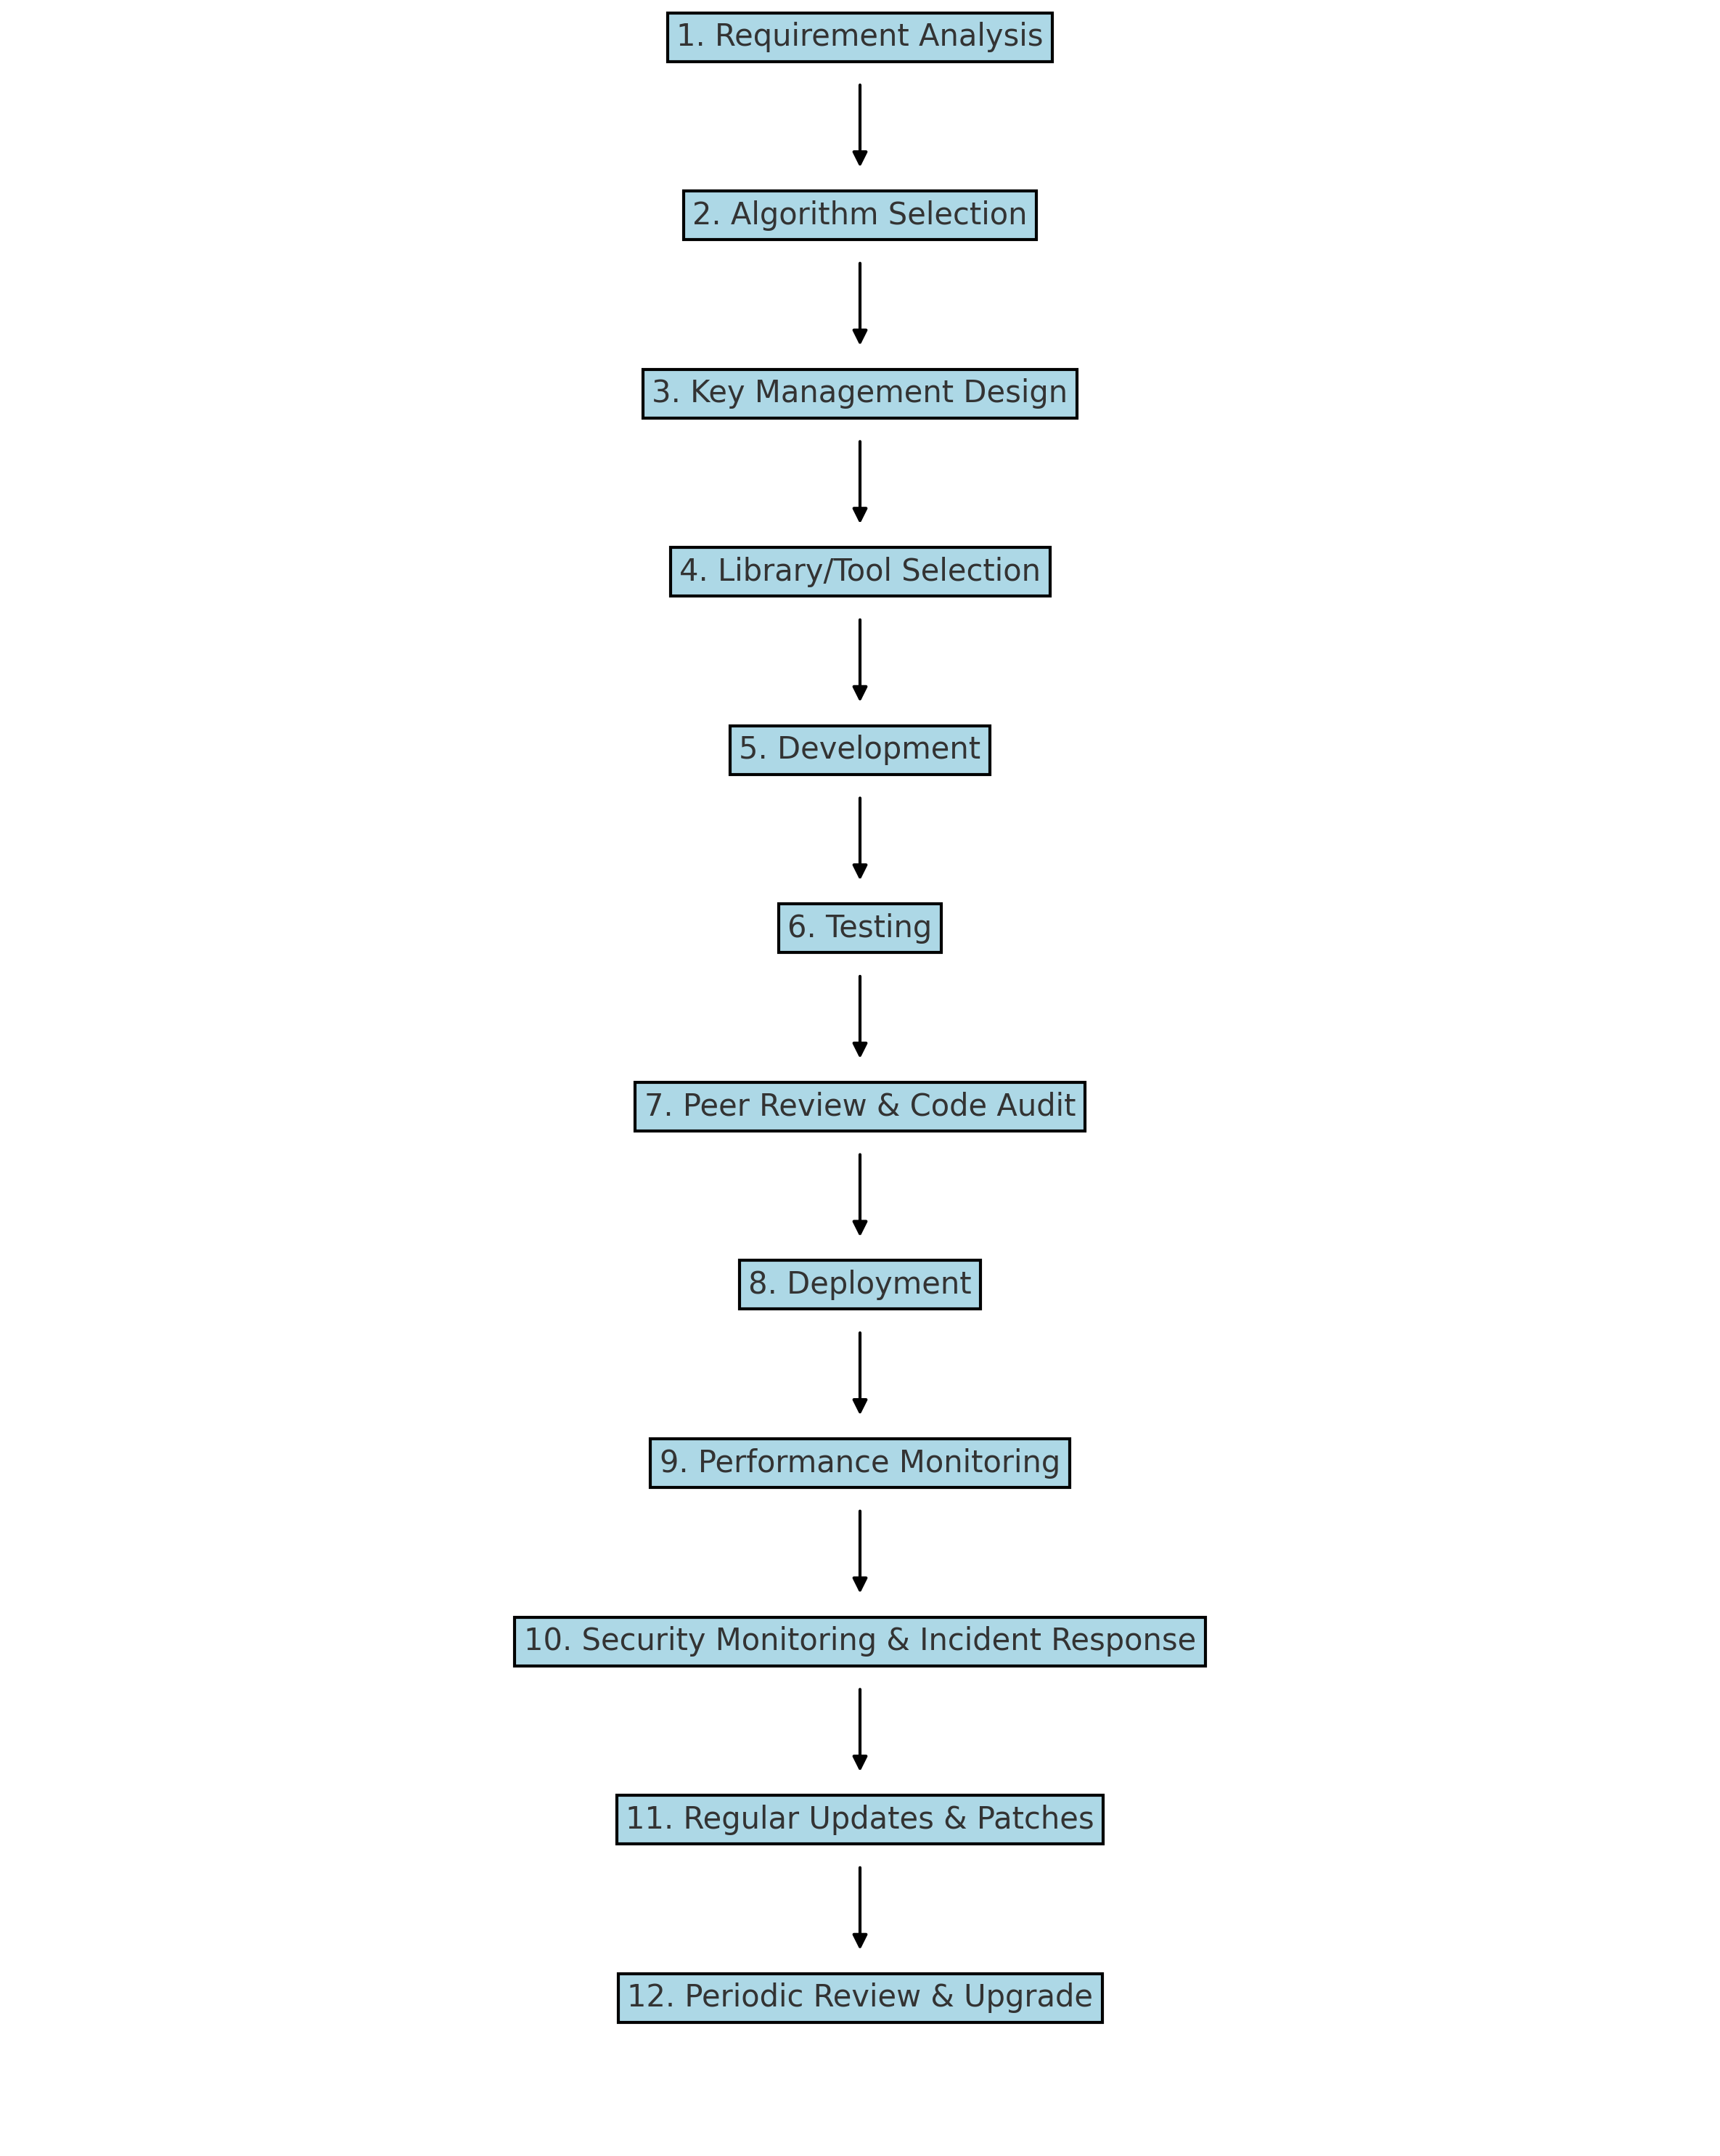 1. Requirement Analysis
2. Algorithm Selection
3. Key Management Design
4. Library/Tool Selection
5. Development
6. Testing
7. Peer Review & Code Audit
8. Deployment
9. Performance Monitoring
10. Security Monitoring & Incident Response
11. Regular Updates & Patches
12. Periodic Review & Upgrade